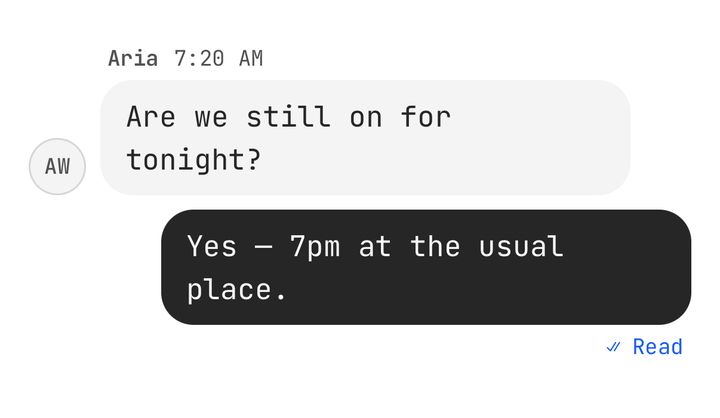 Aria 7:20 AM
Are we still on for
tonight?
AW
Yes — 7pm at the usual
place.
Read